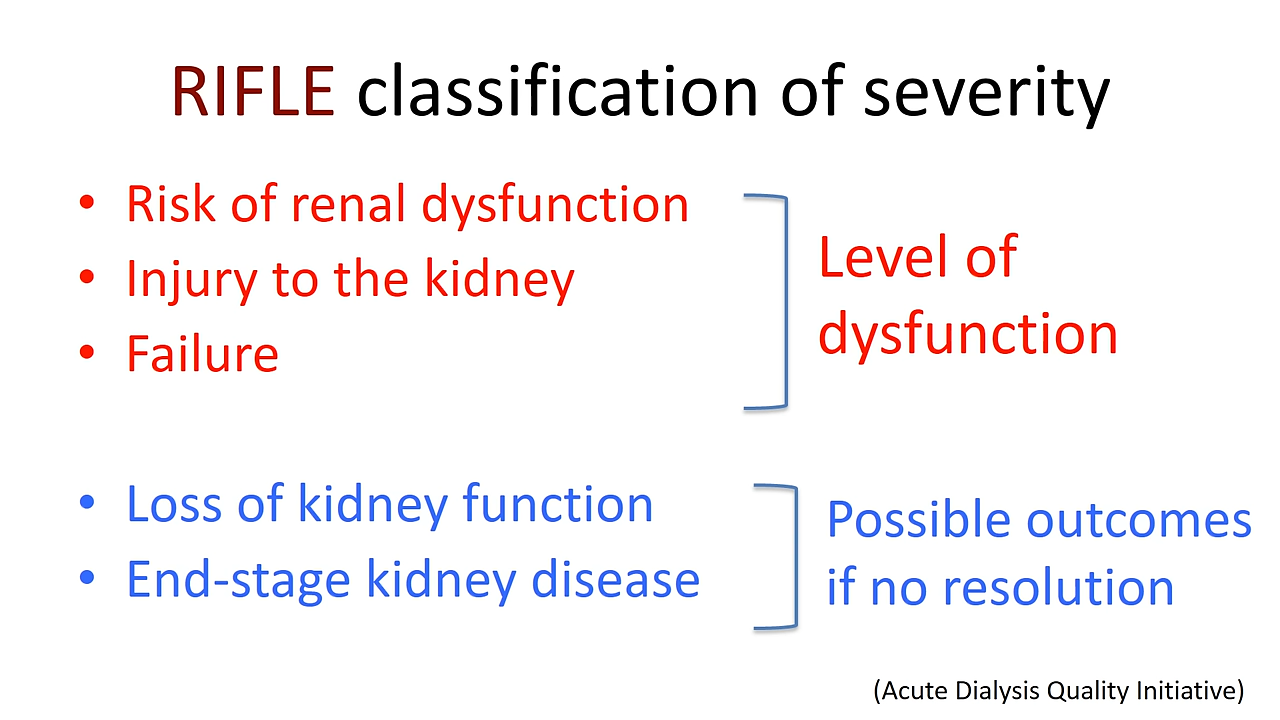 RIFLE classification of severity
• Risk of renal dysfunction
• Injury to the kidney
• Failure
Level of
dysfunction
• Loss of kidney function
• End-stage kidney disease
Possible outcomes
if no resolution
(Acute Dialysis Quality Initiative)